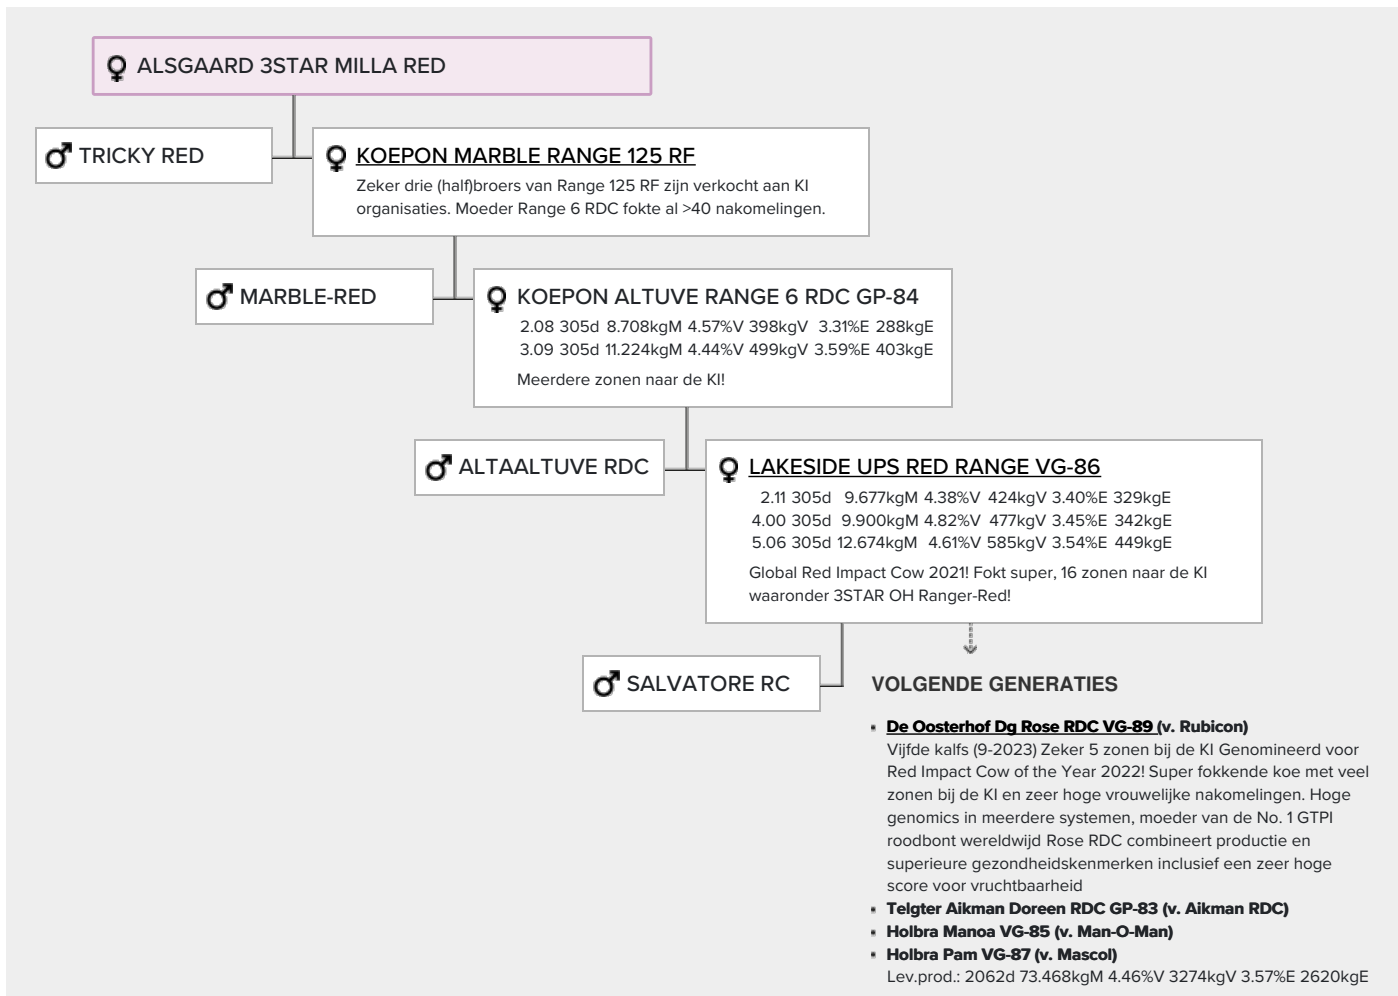 ALSGAARD 3STAR MILLA RED
TRICKY RED
KOEPON MARBLE RANGE 125 RF
Zeker drie (half)broers van Range 125 RF zijn verkocht aan KI
organisaties. Moeder Range 6 RDC fokte al >40 nakomelingen.
MARBLE-RED
KOEPON ALTUVE RANGE 6 RDC GP-84
2.08 305d 8.708kgM 4.57%V 398kgV 3.31%E 288kgE
3.09 305d 11.224kgM 4.44%V 499kgV 3.59%E 403kgE
Meerdere zonen naar de KI!
ALTAALTUVE RDC
LAKESIDE UPS RED RANGE VG-86
2.11 305d 9.677kgM 4.38%V 424kgV 3.40%E 329kgE
4.00 305d 9.900kgM 4.82%V 477kgV 3.45%E 342kgE
5.06 305d 12.674kgM 4.61%V 585kgV 3.54%E 449kgE
Global Red Impact Cow 2021! Fokt super, 16 zonen naar de KI
waaronder 3STAR OH Ranger-Red!
SALVATORE RC
VOLGENDE GENERATIES
De Oosterhof Dg Rose RDC VG-89 (v. Rubicon)
Vijfde kalfs (9-2023) Zeker 5 zonen bij de KI Genomineerd voor
Red Impact Cow of the Year 2022! Super fokkende koe met veel
zonen bij de KI en zeer hoge vrouwelijke nakomelingen. Hoge
genomics in meerdere systemen, moeder van de No. 1 GTPI
roodbont wereldwijd Rose RDC combineert productie en
superieure gezondheidskenmerken inclusief een zeer hoge
score voor vruchtbaarheid
Telgter Aikman Doreen RDC GP-83 (v. Aikman RDC)
Holbra Manoa VG-85 (v. Man-O-Man)
Holbra Pam VG-87 (v. Mascol)
Lev.prod.: 2062d 73.468kgM 4.46%V 3274kgV 3.57%E 2620kgE